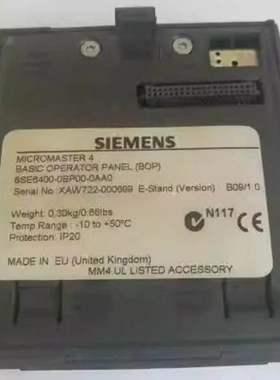 SIEMENS
MICROMASTER 4
BASIC OPERATOR PANEL (BOP)
6SE6400-0BP00-0AA0
Serial No: XAW722-000699 E-Stand (Version) B09/1.0
Weight: 0.30kg/0.66lbs
Temp Range: -10 to +50°C
Protection: IP20
N117
MADE IN EU (United Kingdom)
MM4 UL LISTED ACCESSORY